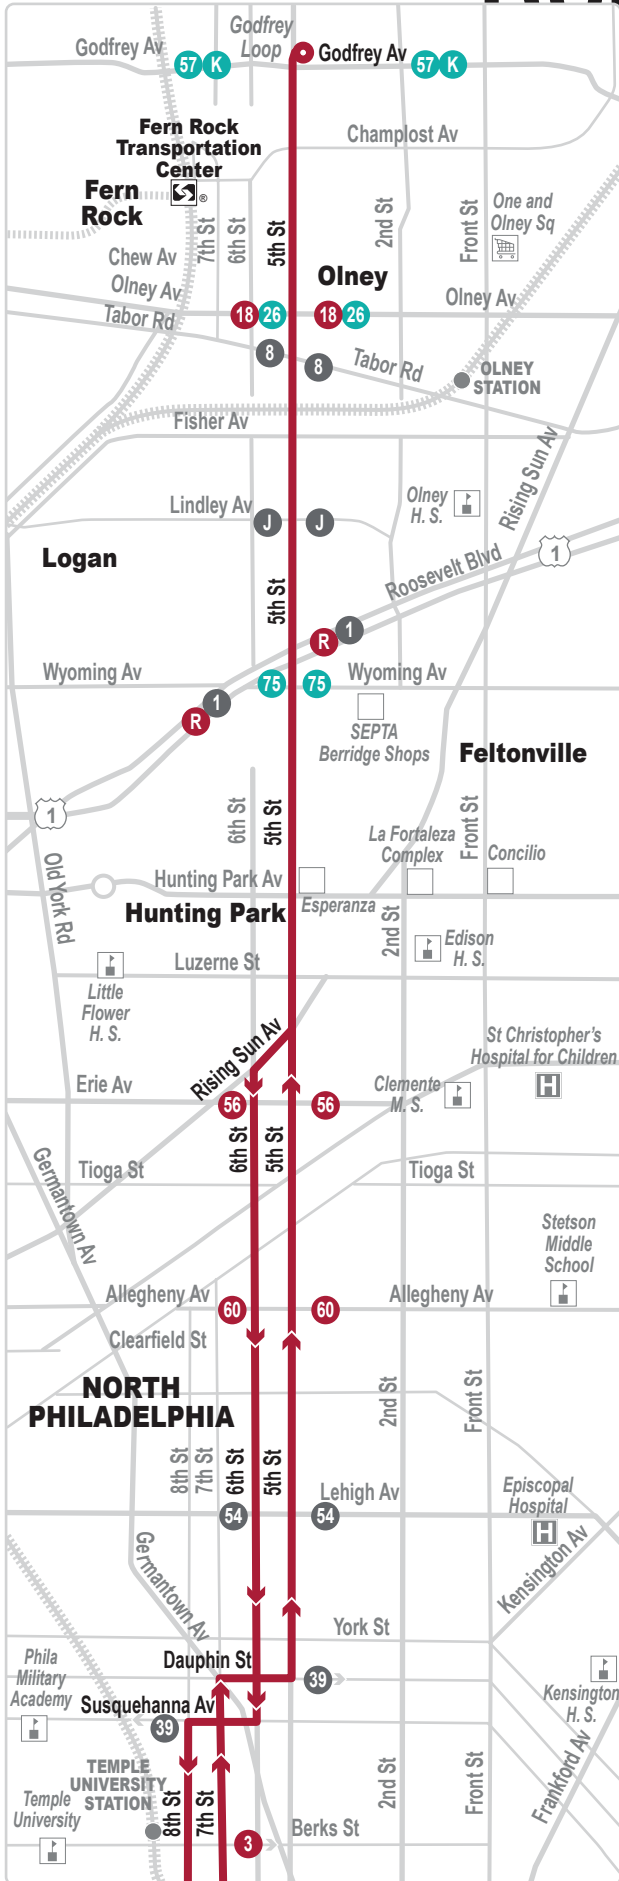 Godfrey
Loop
Godfrey Av
57 K
Godfrey Av
57 K
Fern Rock
Transportation
Center
®
Champlost Av
Fern
Rock
7th St
6th St
5th St
2nd St
Front St
One and
Olney Sq
Chew Av
Olney
Olney Av
Olney Av
Tabor Rd
18 26
18 26
8
8
Tabor Rd
OLNEY
STATION
Fisher Av
Rising Sun Av
Lindley Av
J
J
Olney
H. S.
Logan
5th St
Roosevelt Blvd
1
R 1
Wyoming Av
75
75
Wyoming Av
R 1
SEPTA
Berridge Shops
Feltonville
1
6th St
5th St
Front St
La Fortaleza
Complex
Concilio
Old York Rd
Hunting Park Av
Esperanza
Hunting Park
2nd St
Edison
H. S.
Luzerne St
Little
Flower
H. S.
Rising Sun Av
St Christopher's
Hospital for Children
H
Erie Av
56
56
Clemente
M. S.
6th St
5th St
Germantown Av
Tioga St
Tioga St
Stetson
Middle
School
Allegheny Av
60
60
Allegheny Av
Clearfield St
NORTH
PHILADELPHIA
2nd St
Front St
8th St
7th St
6th St
5th St
Lehigh Av
54
54
Episcopal
Hospital
H
Germantown Av
Kensington Av
York St
Dauphin St
39
Phila
Military
Academy
Susquehanna Av
39
Kensington
H. S.
TEMPLE
UNIVERSITY
STATION
8th St
7th St
2nd St
Front St
Frankford Av
Temple
University
3
Berks St